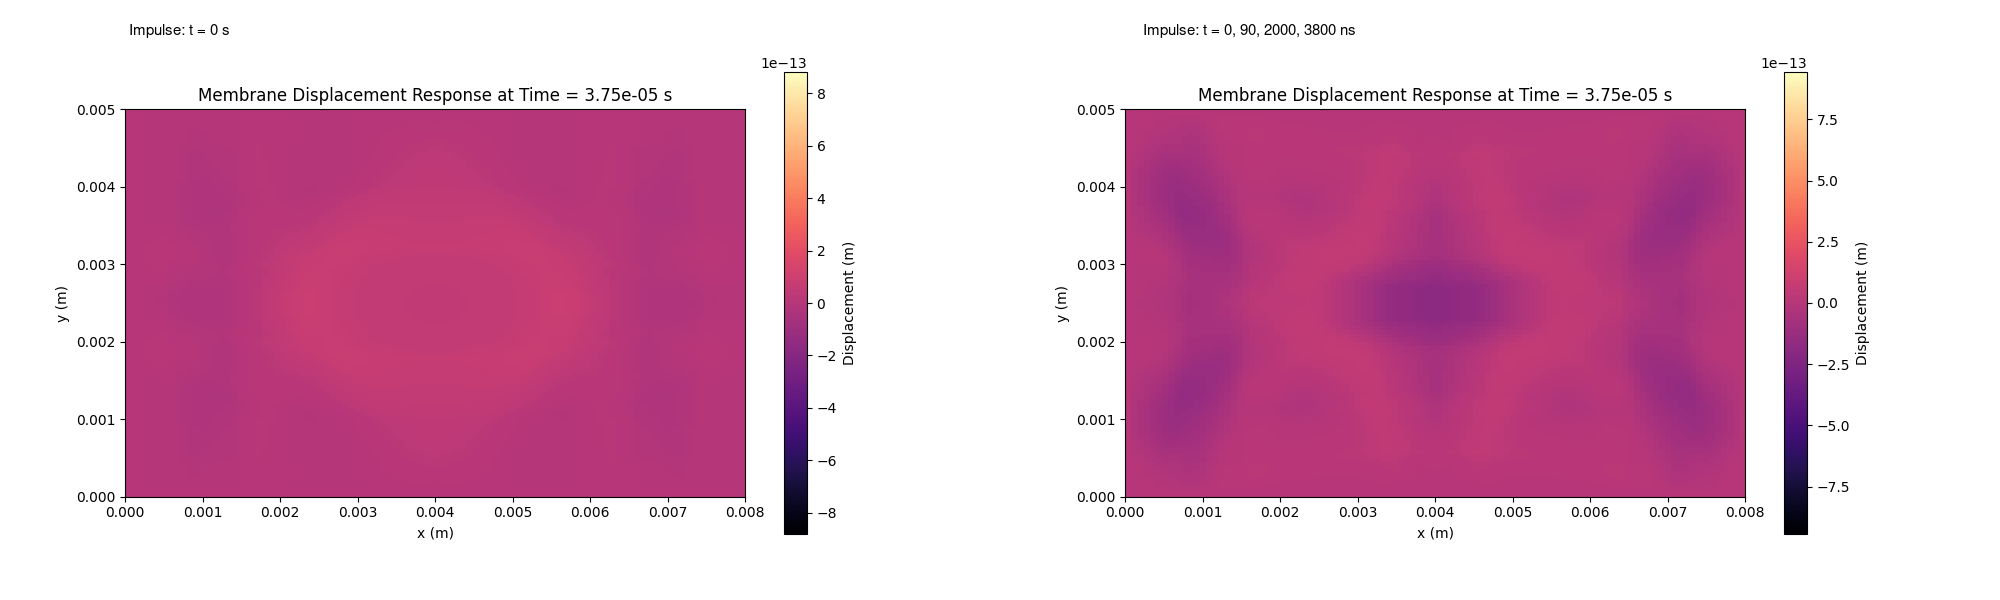 Impulse: t = 0 s
1e−13
Membrane Displacement Response at Time = 3.75e-05 s
0.005
0.004
0.003
0.002
0.001
0.000
y (m)
0.000 0.001 0.002 0.003 0.004 0.005 0.006 0.007 0.008
x (m)
8
6
4
2
0
−2
−4
−6
−8
Displacement (m)
Impulse: t = 0, 90, 2000, 3800 ns
1e−13
Membrane Displacement Response at Time = 3.75e-05 s
0.005
0.004
0.003
0.002
0.001
0.000
y (m)
0.000 0.001 0.002 0.003 0.004 0.005 0.006 0.007 0.008
x (m)
7.5
5.0
2.5
0.0
−2.5
−5.0
−7.5
Displacement (m)